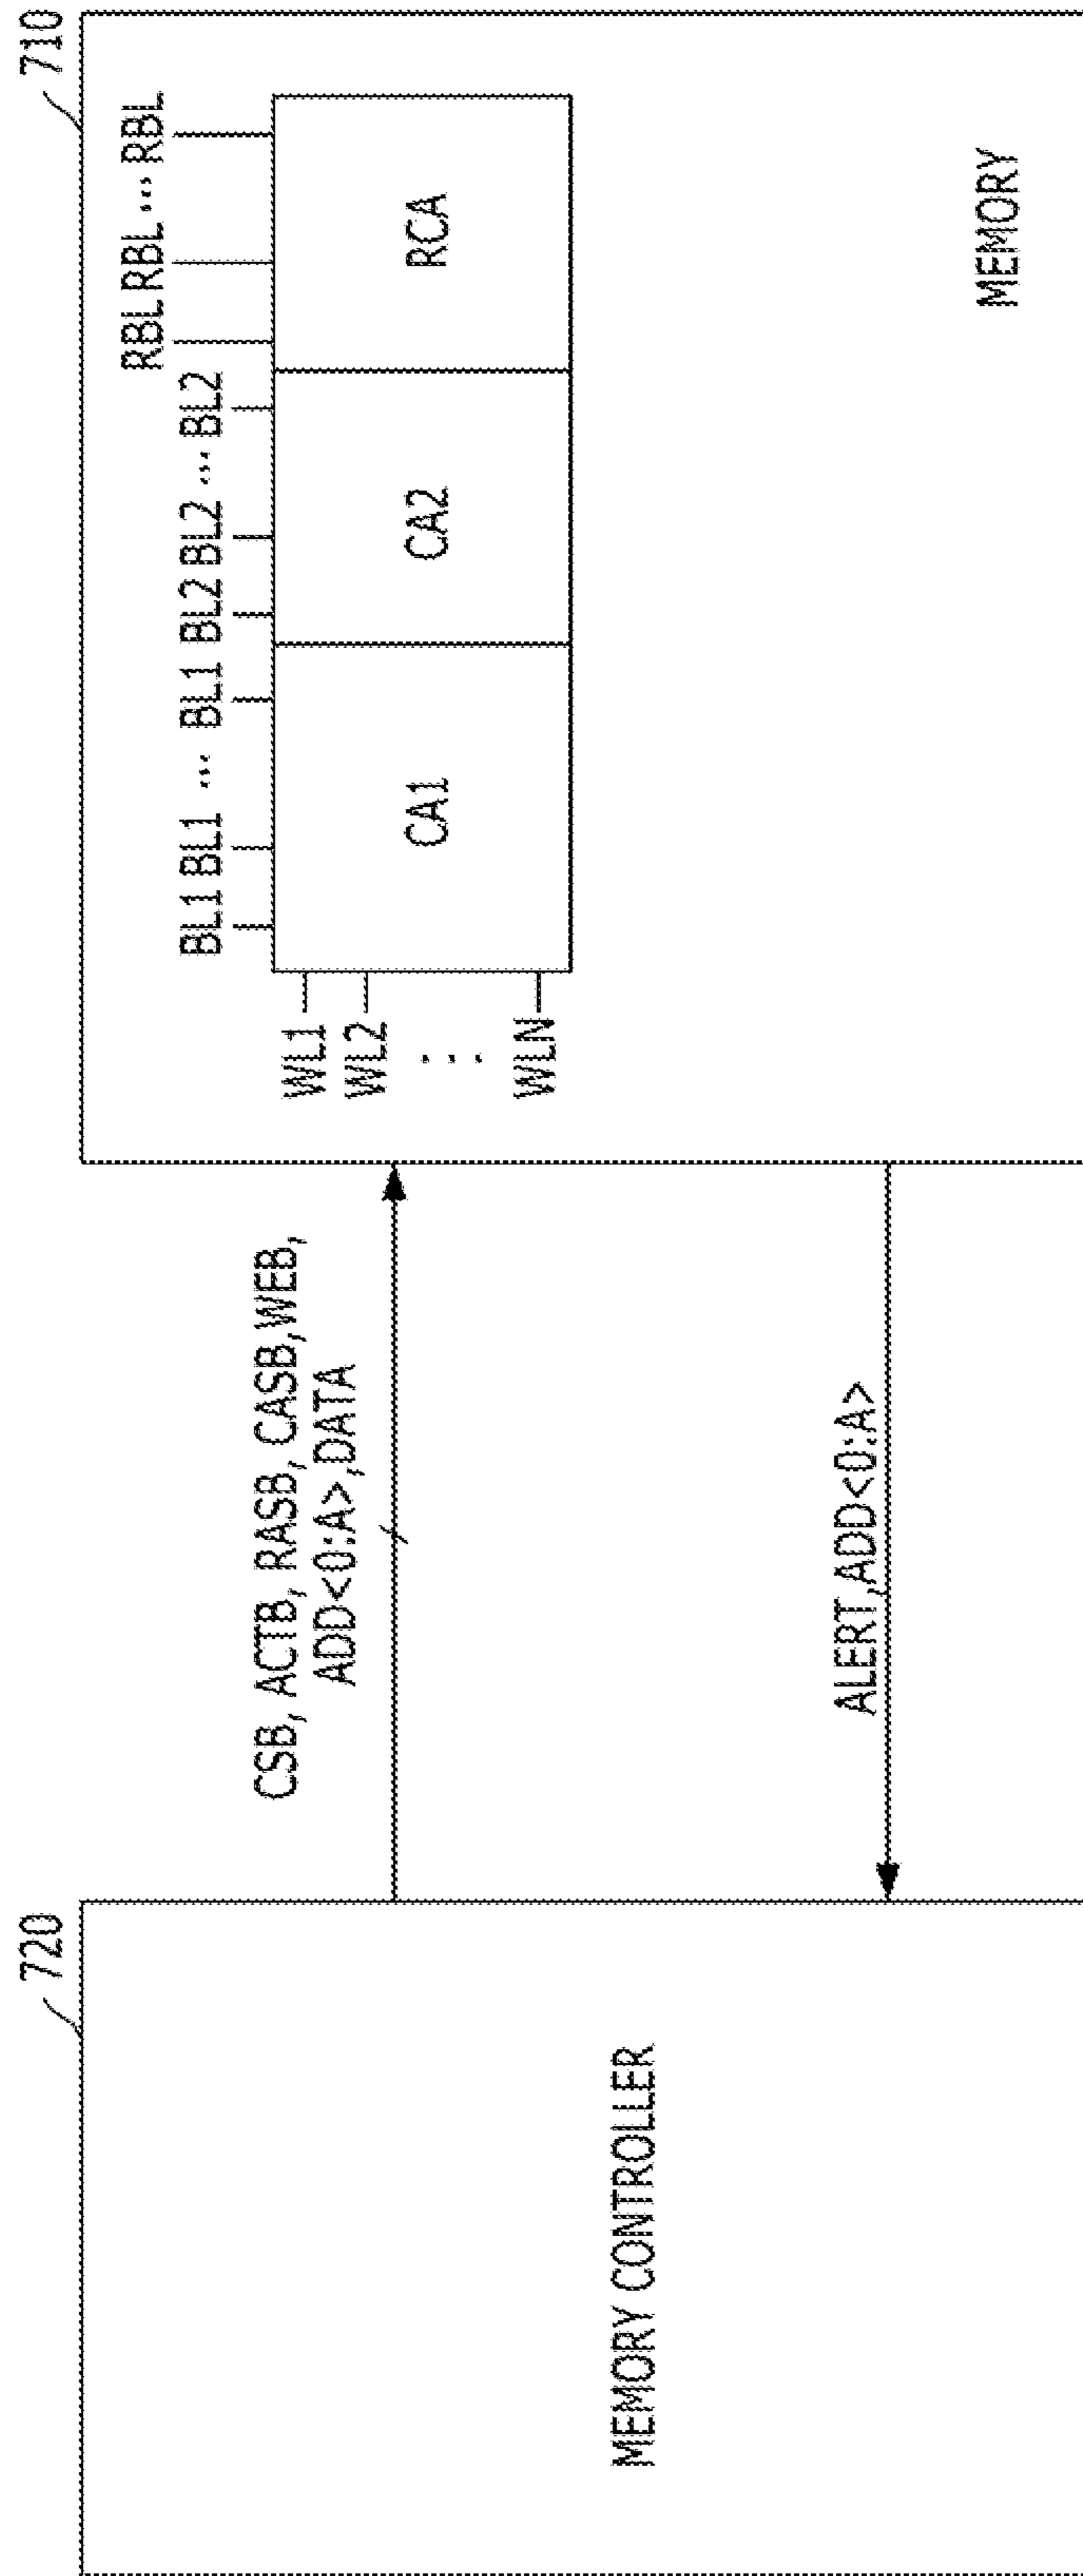 720
MEMORY CONTROLLER
CSB, ACTB, RASB, CASB,WEB,
ADD<0:A>,DATA
ALERT,ADD<0:A>
710
RBL RBL ... RBL
BL1 BL1 ... BL1 BL2 BL2 ... BL2
WL1
WL2
⋮
WLN
CA1 CA2 RCA
MEMORY